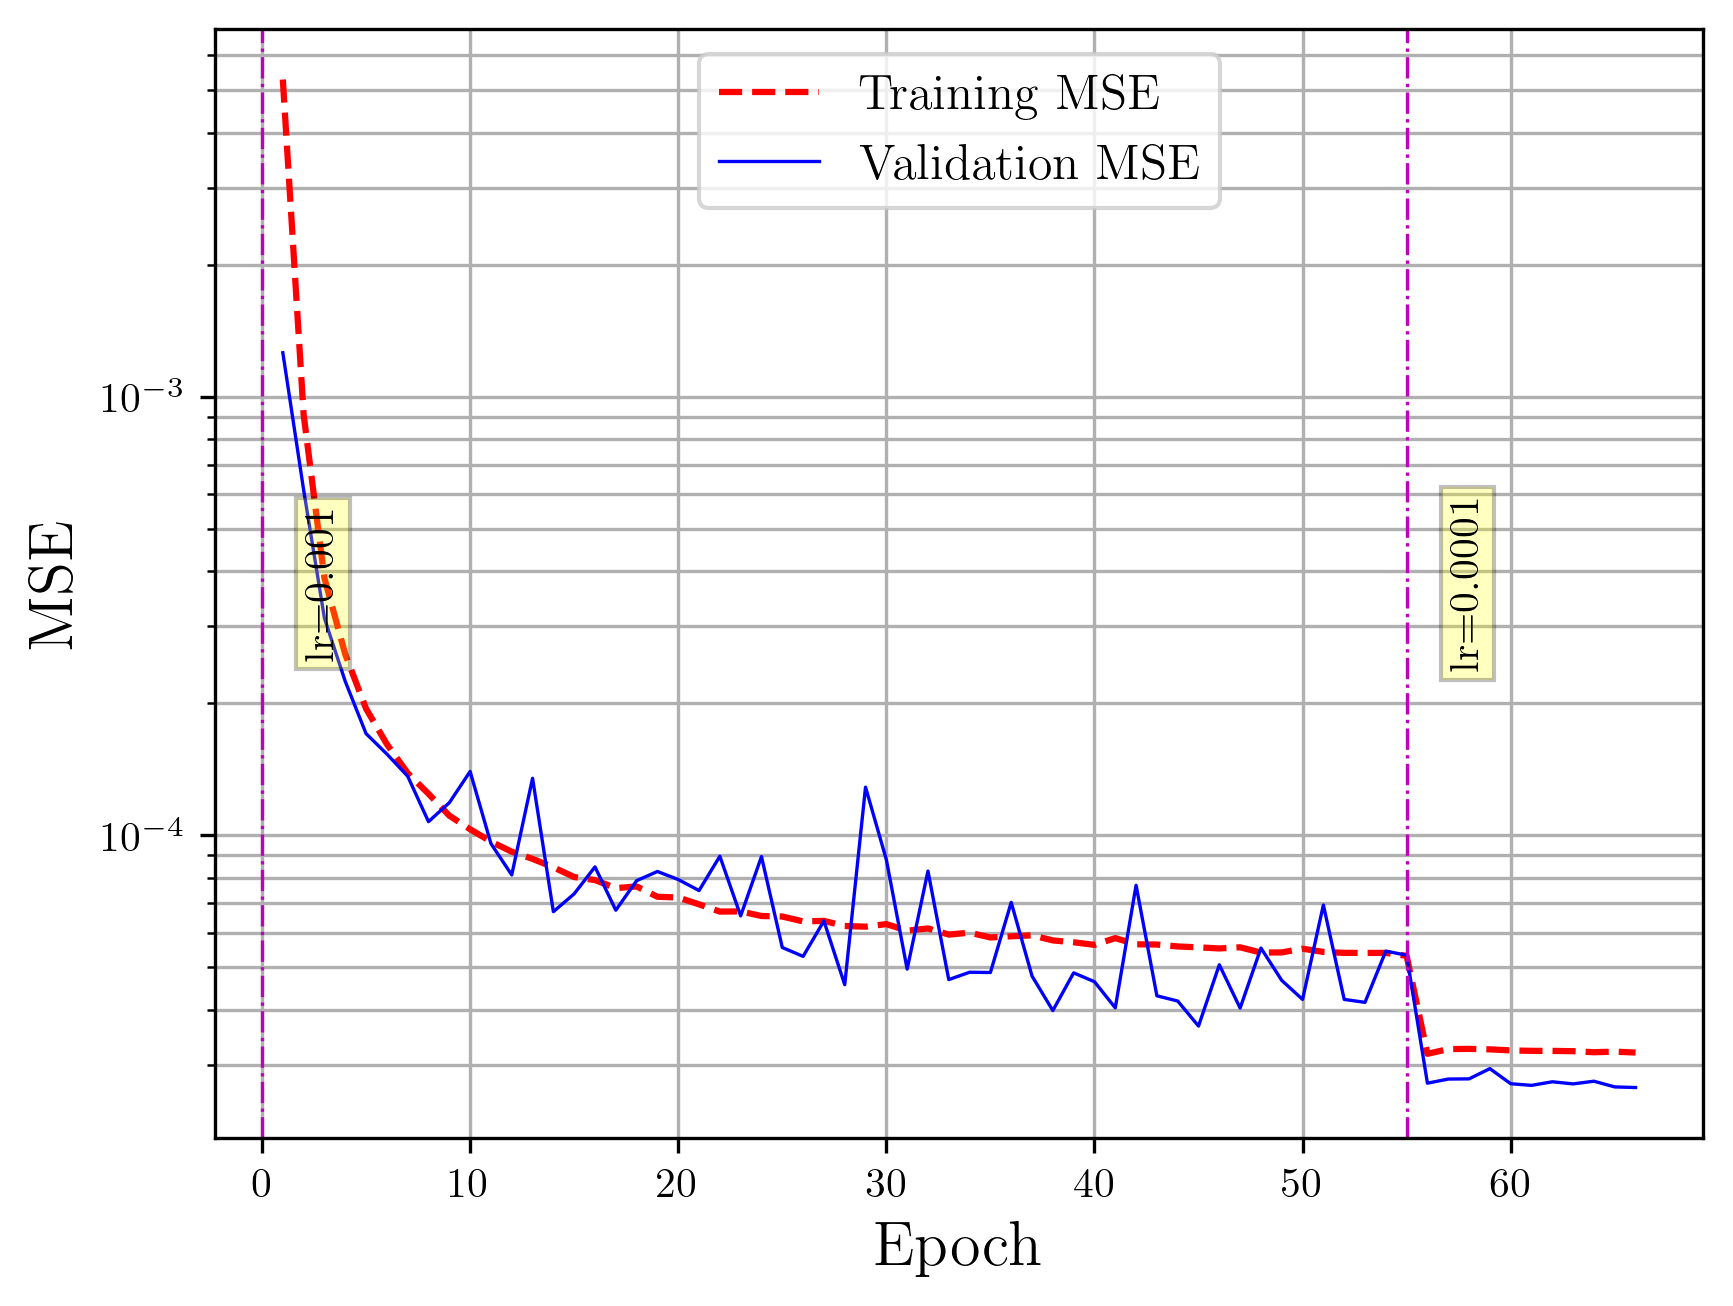 Training MSE
Validation MSE
MSE
10⁻³
10⁻⁴
lr=0.001
lr=0.0001
0 10 20 30 40 50 60
Epoch